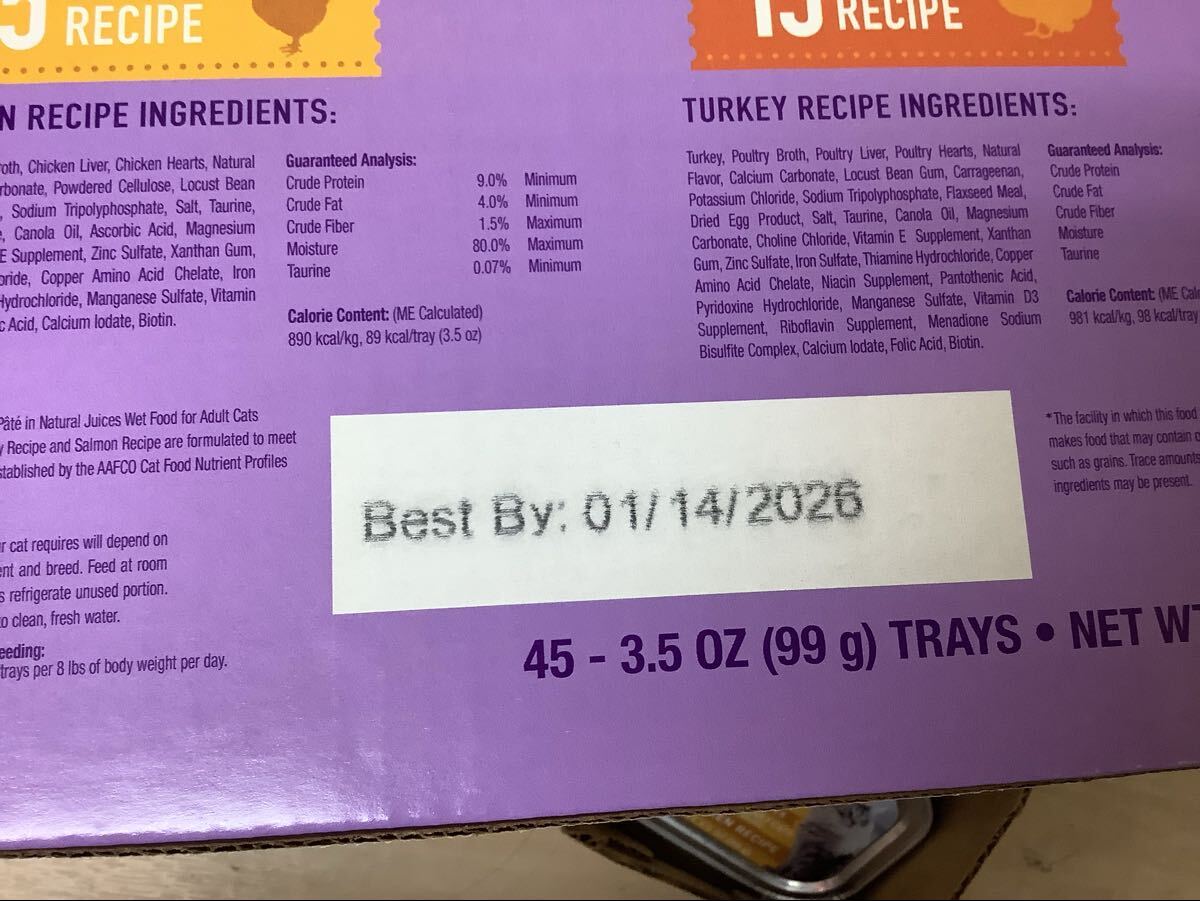 5 RECIPE
15 RECIPE
N RECIPE INGREDIENTS:
oth, Chicken Liver, Chicken Hearts, Natural
rbonate, Powdered Cellulose, Locust Bean
, Sodium Tripolyphosphate, Salt, Taurine,
, Canola Oil, Ascorbic Acid, Magnesium
E Supplement, Zinc Sulfate, Xanthan Gum,
oride, Copper Amino Acid Chelate, Iron
Hydrochloride, Manganese Sulfate, Vitamin
c Acid, Calcium Iodate, Biotin.
Guaranteed Analysis:
Crude Protein 9.0% Minimum
Crude Fat 4.0% Minimum
Crude Fiber 1.5% Maximum
Moisture 80.0% Maximum
Taurine 0.07% Minimum
Calorie Content: (ME Calculated)
890 kcal/kg, 89 kcal/tray (3.5 oz)
TURKEY RECIPE INGREDIENTS:
Turkey, Poultry Broth, Poultry Liver, Poultry Hearts, Natural
Flavor, Calcium Carbonate, Locust Bean Gum, Carrageenan,
Potassium Chloride, Sodium Tripolyphosphate, Flaxseed Meal,
Dried Egg Product, Salt, Taurine, Canola Oil, Magnesium
Carbonate, Choline Chloride, Vitamin E Supplement, Xanthan
Gum, Zinc Sulfate, Iron Sulfate, Thiamine Hydrochloride, Copper
Amino Acid Chelate, Niacin Supplement, Pantothenic Acid,
Pyridoxine Hydrochloride, Manganese Sulfate, Vitamin D3
Supplement, Riboflavin Supplement, Menadione Sodium
Bisulfite Complex, Calcium Iodate, Folic Acid, Biotin.
Guaranteed Analysis:
Crude Protein
Crude Fat
Crude Fiber
Moisture
Taurine
Calorie Content: (ME Cal
981 kcal/kg, 98 kcal/tray
Pâté in Natural Juices Wet Food for Adult Cats
y Recipe and Salmon Recipe are formulated to meet
stablished by the AAFCO Cat Food Nutrient Profiles
r cat requires will depend on
ent and breed. Feed at room
s refrigerate unused portion.
to clean, fresh water.
eeding:
trays per 8 lbs of body weight per day.
Best By: 01/14/2026
*The facility in which this food
makes food that may contain o
such as grains. Trace amounts
ingredients may be present.
45 - 3.5 OZ (99 g) TRAYS • NET WT
EN RECIPE